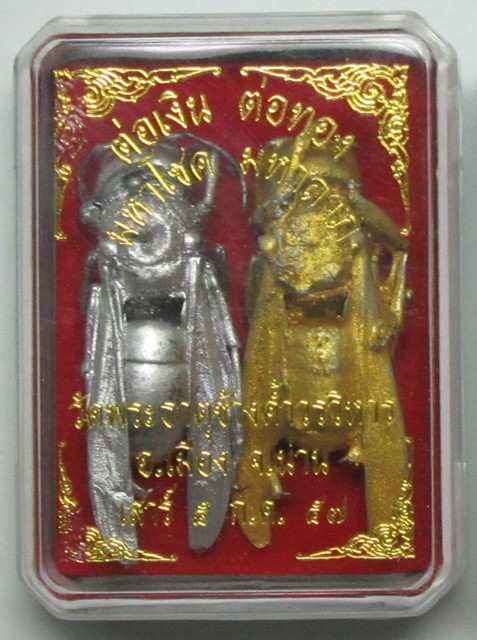 ต่อเงิน ต่อทอง
มหาโชค มหาลาภ
วัดพระธาตุช้างค้ำวรวิหาร
อ.เมือง จ.น่าน
เสาร์ ๕ ก.ค. ๕๗